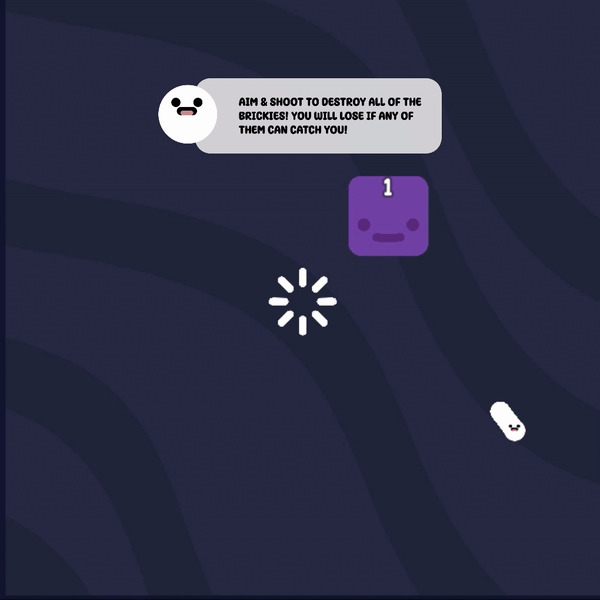 AIM & SHOOT TO DESTROY ALL OF THE
BRICKIES! YOU WILL LOSE IF ANY OF
THEM CAN CATCH YOU!
1